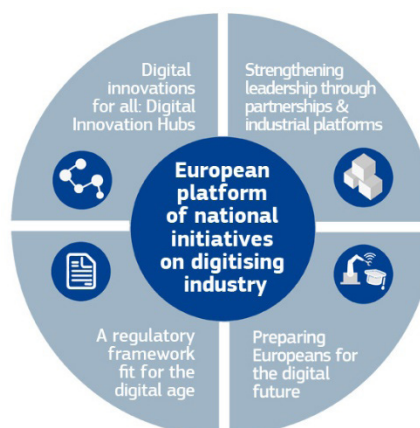 Digital
innovations
for all: Digital
Innovation Hubs
Strengthening
leadership through
partnerships &
industrial platforms
European
platform
of national
initiatives
on digitising
industry
A regulatory
framework
fit for the
digital age
Preparing
Europeans for
the digital
future